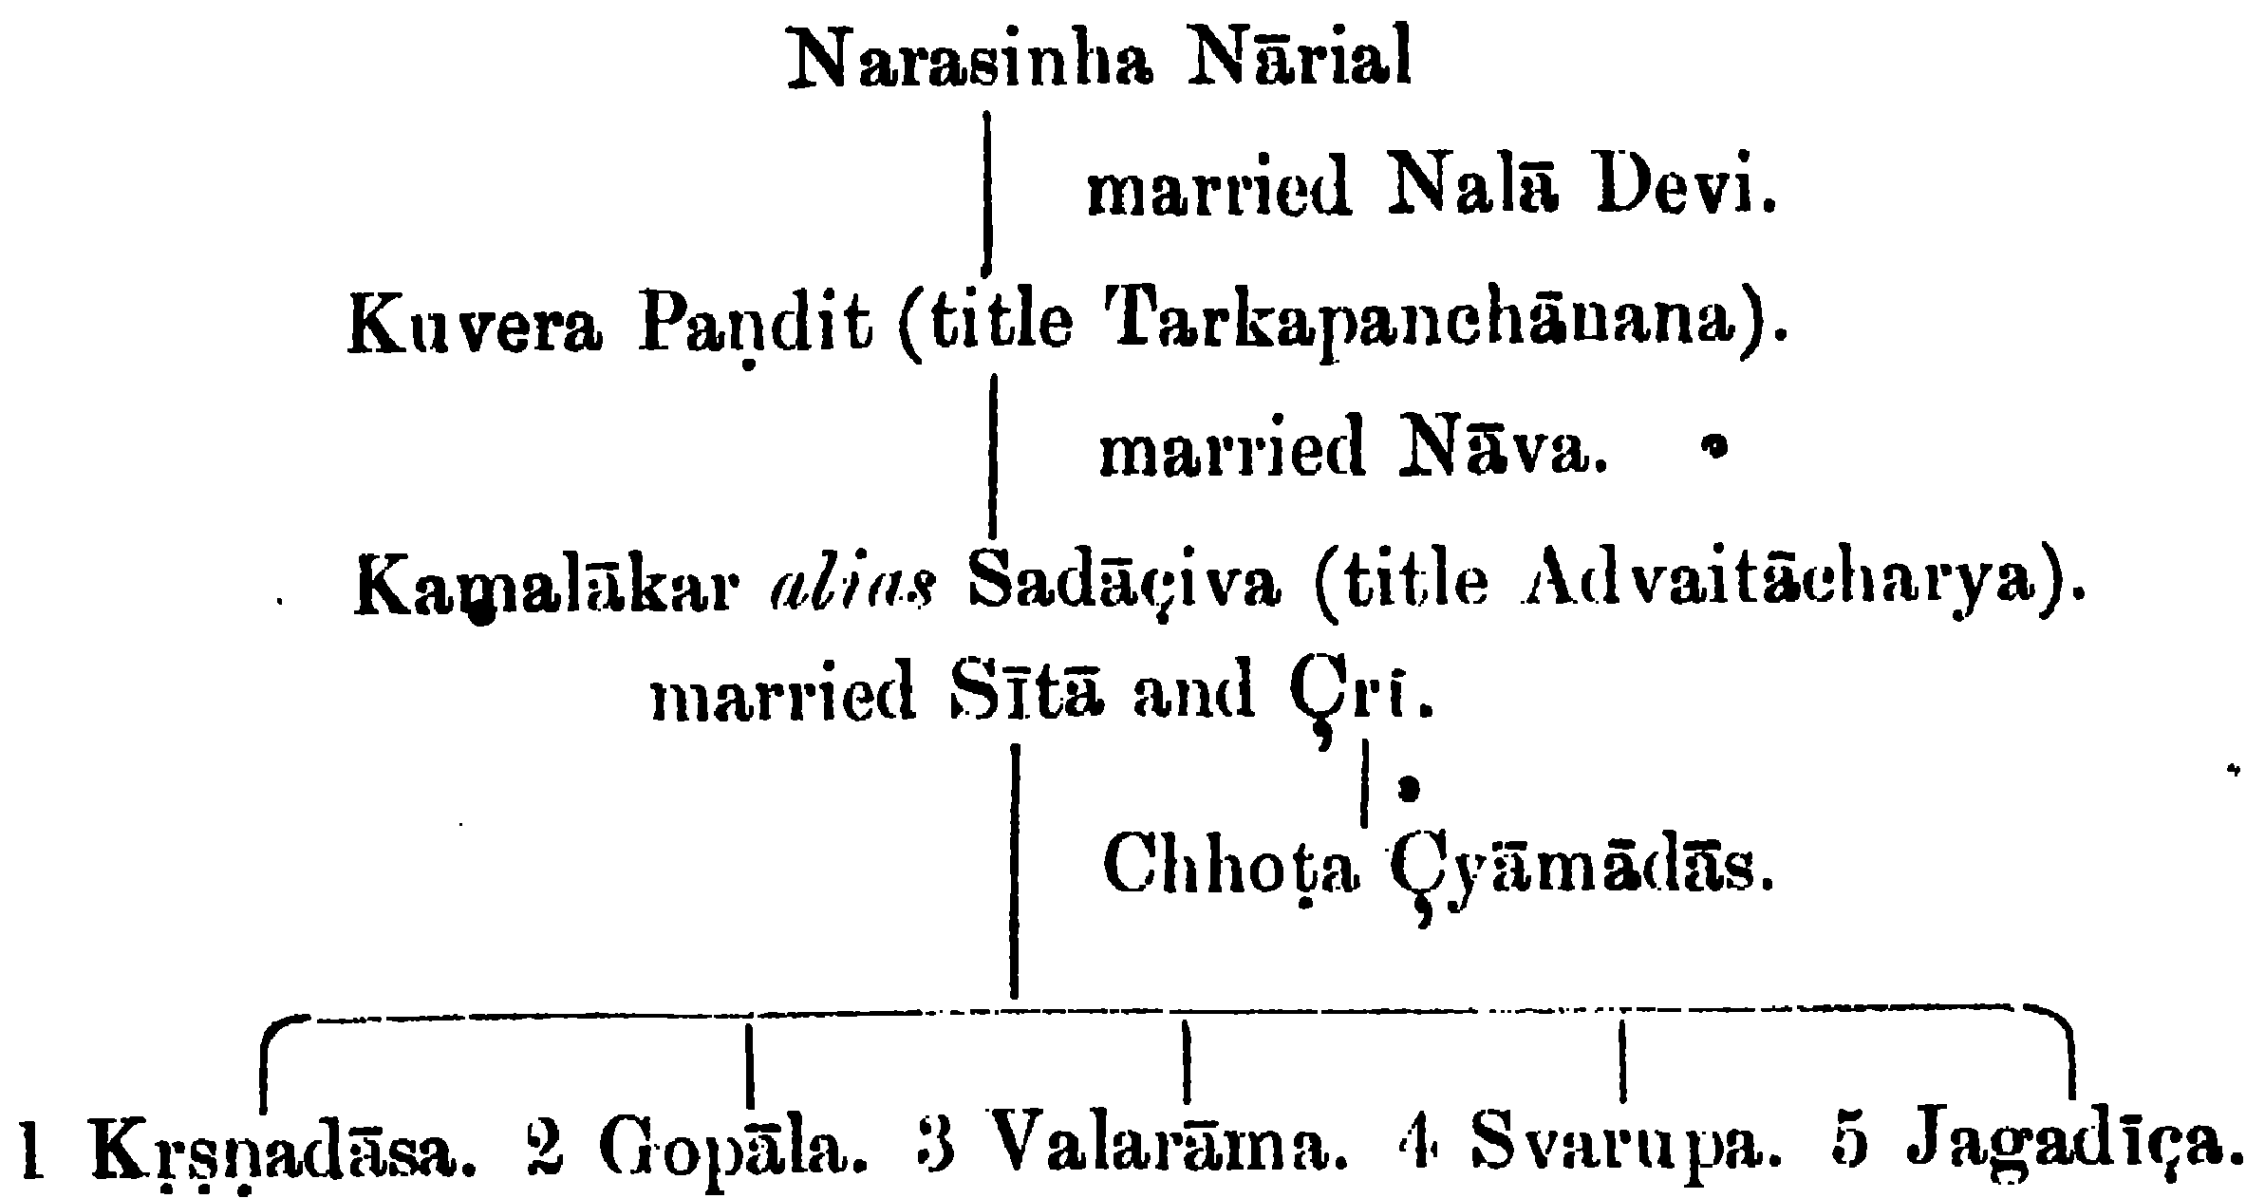 Narasinha Nārial
married Nalā Devi.
Kuvera Paṇdit (title Tarkapanchānana).
married Nāva.
Kamalākar alias Sadāçiva (title Advaitācharya).
married Sītā and Çrī.
Chhoṭa Çyāmādās.
1 Kṛṣṇadāsa. 2 Gopāla. 3 Valarāma. 4 Svarupa. 5 Jagadīça.